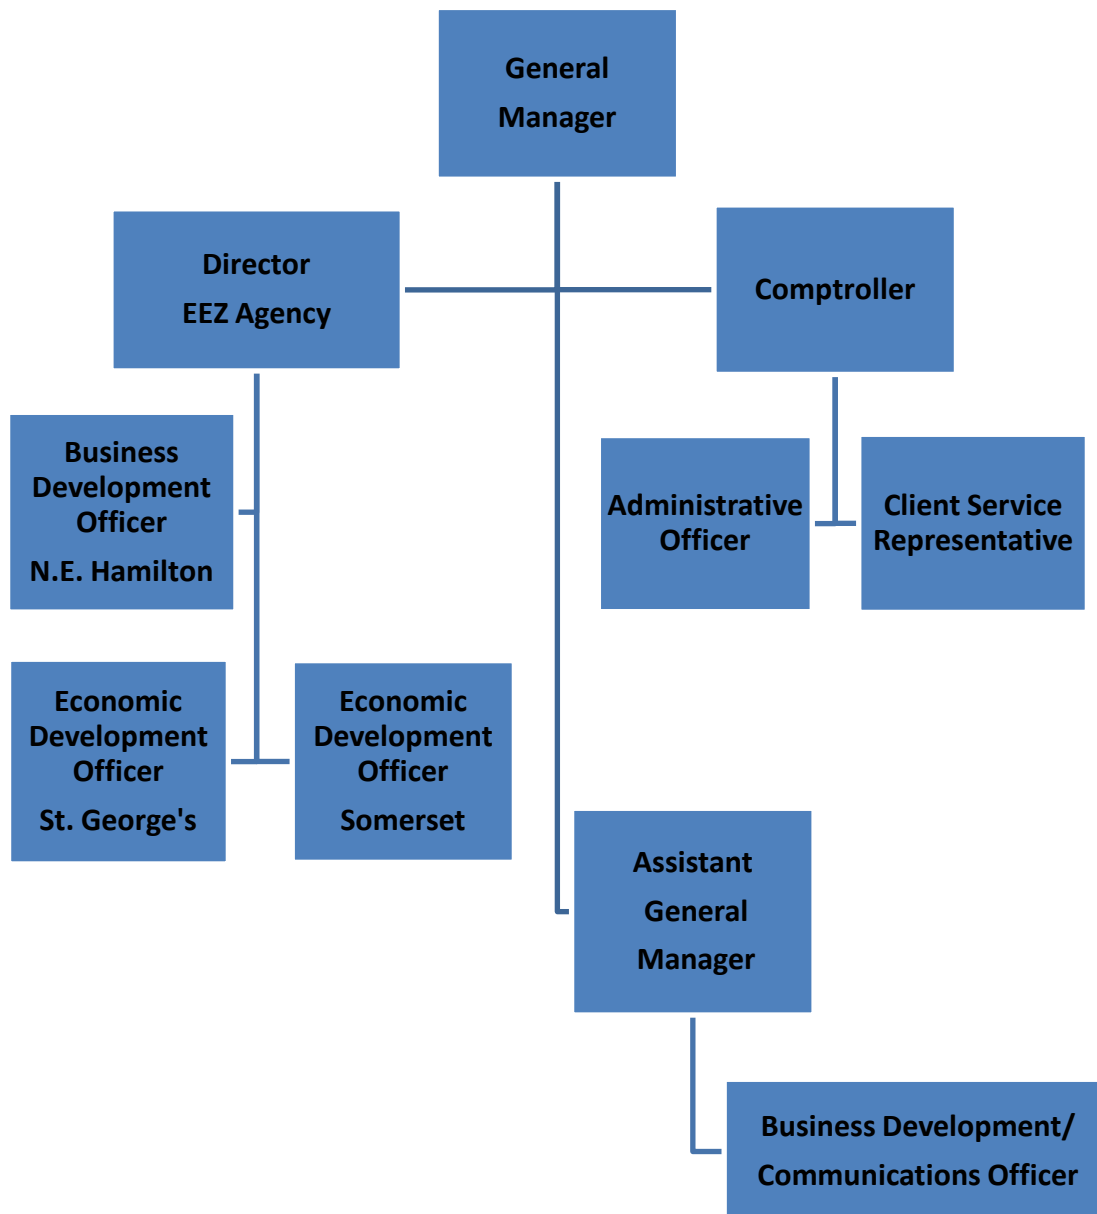 General
Manager
Director
EEZ Agency
Comptroller
Business
Development
Officer
N.E. Hamilton
Administrative
Officer
Client Service
Representative
Economic
Development
Officer
St. George's
Economic
Development
Officer
Somerset
Assistant
General
Manager
Business Development/
Communications Officer